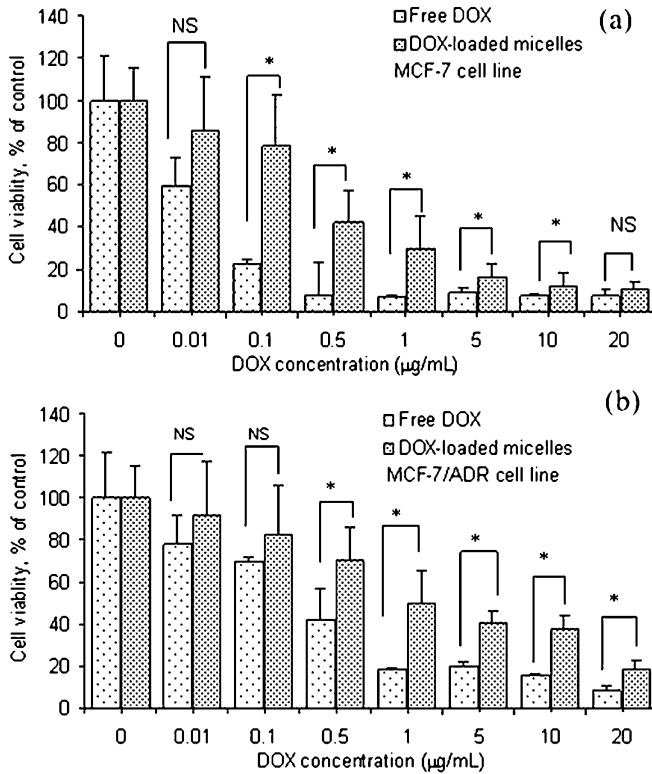 (a)
140
120
100
80
60
40
20
0
Cell viablity, % of control
NS
*
*
*
*
*
NS
Free DOX
DOX-loaded micelles
MCF-7 cell line
0 0.01 0.1 0.5 1 5 10 20
DOX concentration (μg/mL)
(b)
140
120
100
80
60
40
20
0
Cell viablity, % of control
NS
NS
*
*
*
*
*
Free DOX
DOX-loaded micelles
MCF-7/ADR cell line
0 0.01 0.1 0.5 1 5 10 20
DOX concentration (μg/mL)